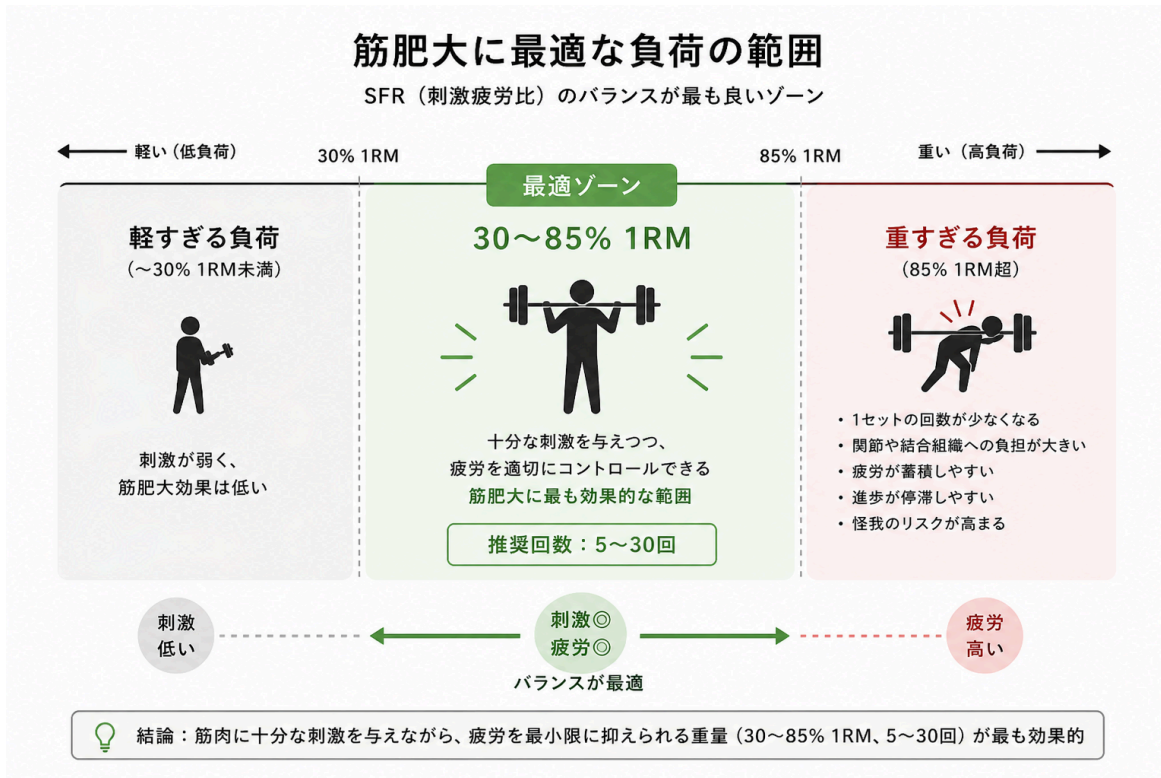 筋肥大に最適な負荷の範囲
SFR（刺激疲労比）のバランスが最も良いゾーン
軽い（低負荷）
30% 1RM
85% 1RM
重い（高負荷）
最適ゾーン
軽すぎる負荷
（〜30% 1RM未満）
刺激が弱く、
筋肥大効果は低い
30〜85% 1RM
十分な刺激を与えつつ、
疲労を適切にコントロールできる
筋肥大に最も効果的な範囲
推奨回数：5〜30回
重すぎる負荷
（85% 1RM超）
• 1セットの回数が少なくなる
• 関節や結合組織への負担が大きい
• 疲労が蓄積しやすい
• 進歩が停滞しやすい
• 怪我のリスクが高まる
刺激
低い
刺激◎
疲労◎
バランスが最適
疲労
高い
結論：筋肉に十分な刺激を与えながら、疲労を最小限に抑えられる重量（30〜85% 1RM、5〜30回）が最も効果的